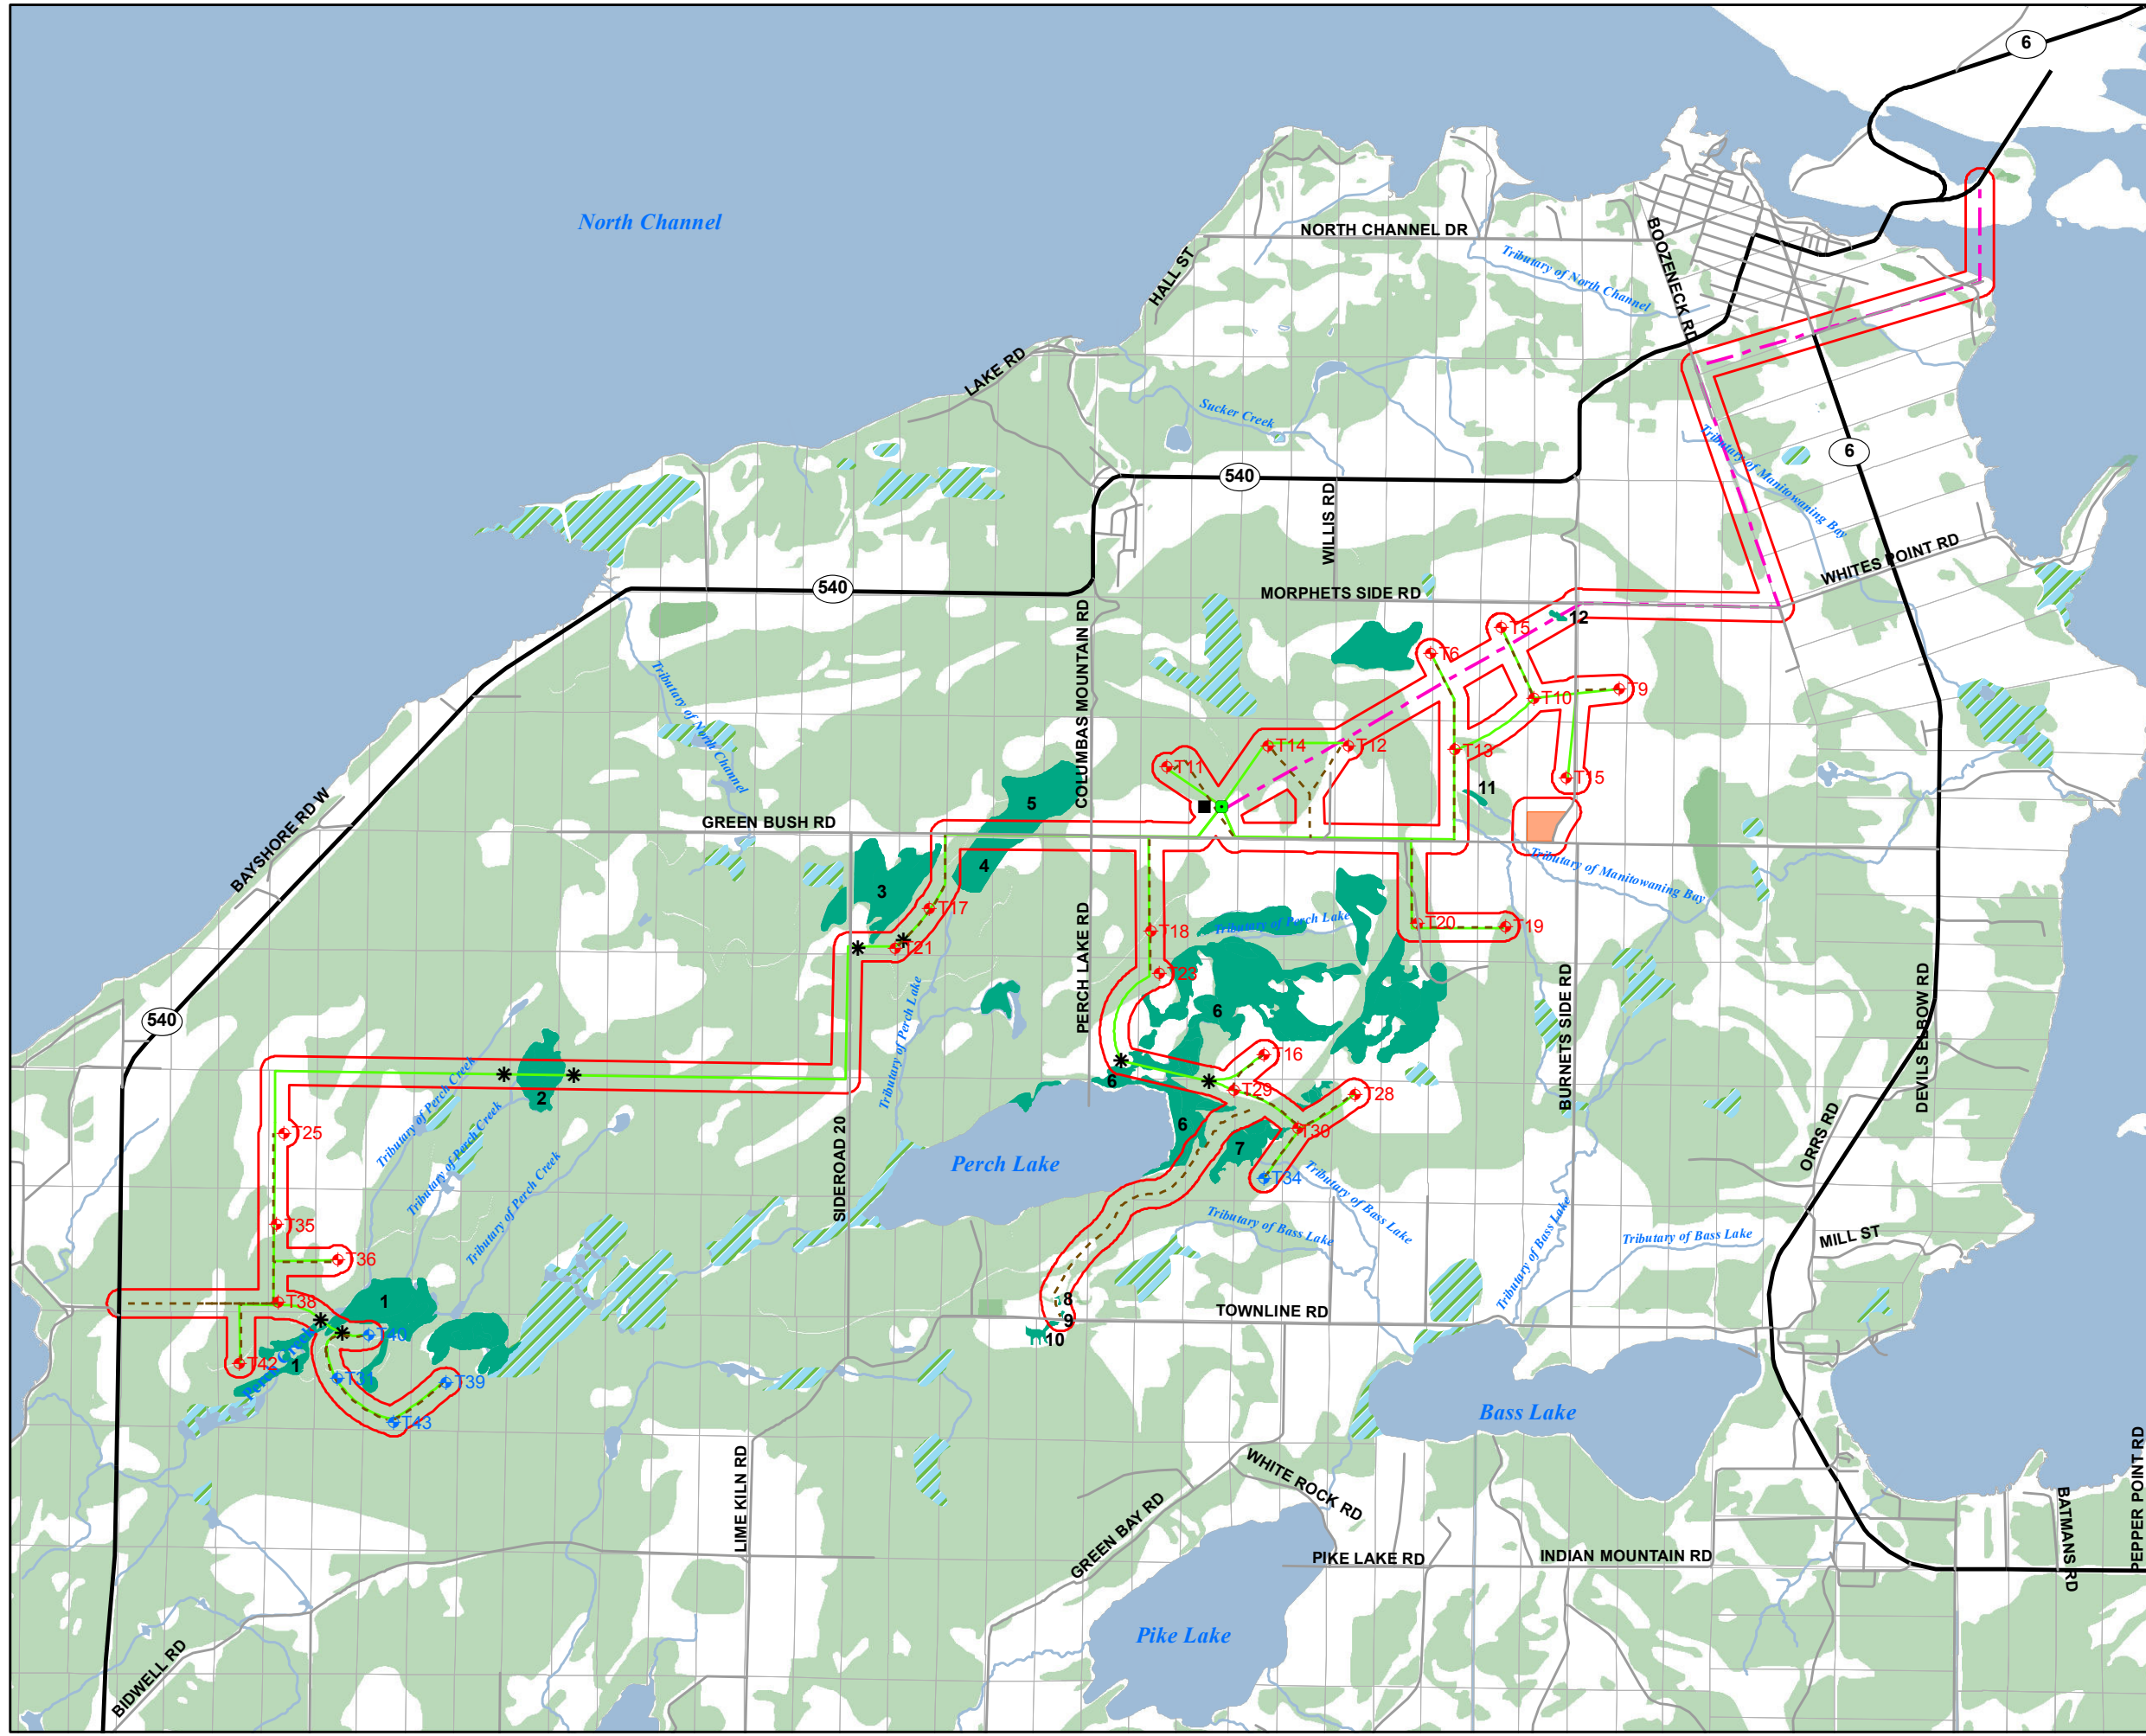 6
North Channel
NORTH CHANNEL DR
BOOZENECK RD
Tributary of North Channel
HALL ST
LAKE RD
Sucker Creek
540
6
Tributary of Manitowaning Bay
WILLIS RD
WHITES POINT RD
540
MORPHETS SIDE RD
COLUMBAS MOUNTAIN RD
12
T5
T6
Tributary of North Channel
T9
T10
T14
T12
T13
T11
T15
11
5
BAYSHORE RD W
GREEN BUSH RD
4
Tributary of Manitowaning Bay
3
T17
T18
Tributary of Perch Lake
T20
T19
T21
T23
PERCH LAKE RD
540
6
BURNETS SIDE RD
DEVILS ELBOW RD
Tributary of Perch Lake
T16
6
T29
T28
2
Tributary of Perch Creek
Tributary of Perch Creek
T25
6
T30
7
ORRS RD
SIDEROAD 20
Perch Lake
T34
Tributary of Bass Lake
Tributary of Perch Creek
T35
Tributary of Bass Lake
Tributary of Bass Lake
Tributary of Bass Lake
MILL ST
T36
T38
1
8
TOWNLINE RD
9
10
T40
Perch Creek
1
T42
T31
T39
T43
Bass Lake
LIME KILN RD
WHITE ROCK RD
GREEN BAY RD
BATMANS RD
PEPPER POINT RD
PIKE LAKE RD
INDIAN MOUNTAIN RD
Pike Lake
BIDWELL RD